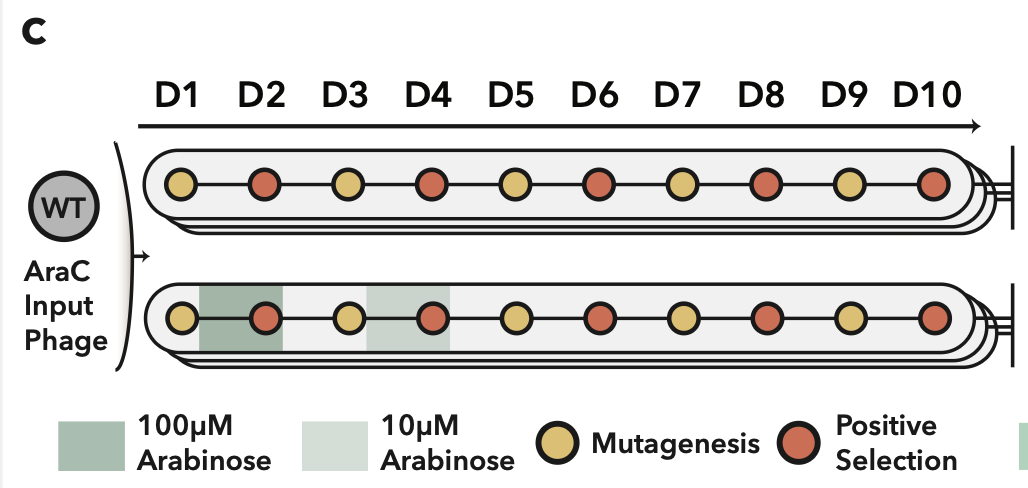 C
D1 D2 D3 D4 D5 D6 D7 D8 D9 D10
WT
AraC
Input
Phage
100µM
Arabinose
10µM
Arabinose
Mutagenesis
Positive
Selection